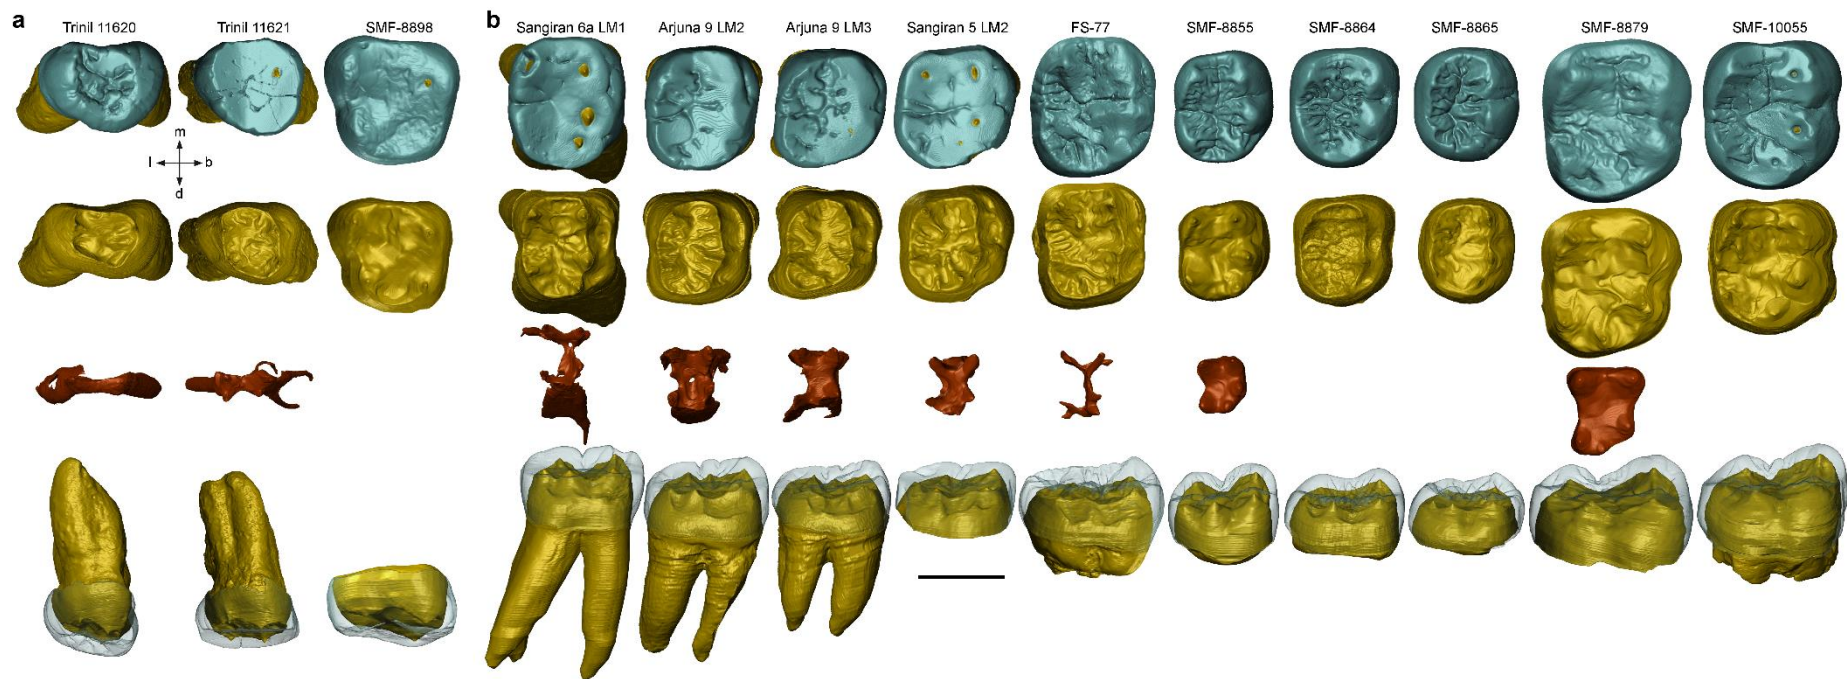 a
Trinil 11620 Trinil 11621 SMF-8898
m
l b
d
b
Sangiran 6a LM1 Arjuna 9 LM2 Arjuna 9 LM3 Sangiran 5 LM2 FS-77 SMF-8855 SMF-8864 SMF-8865 SMF-8879 SMF-10055